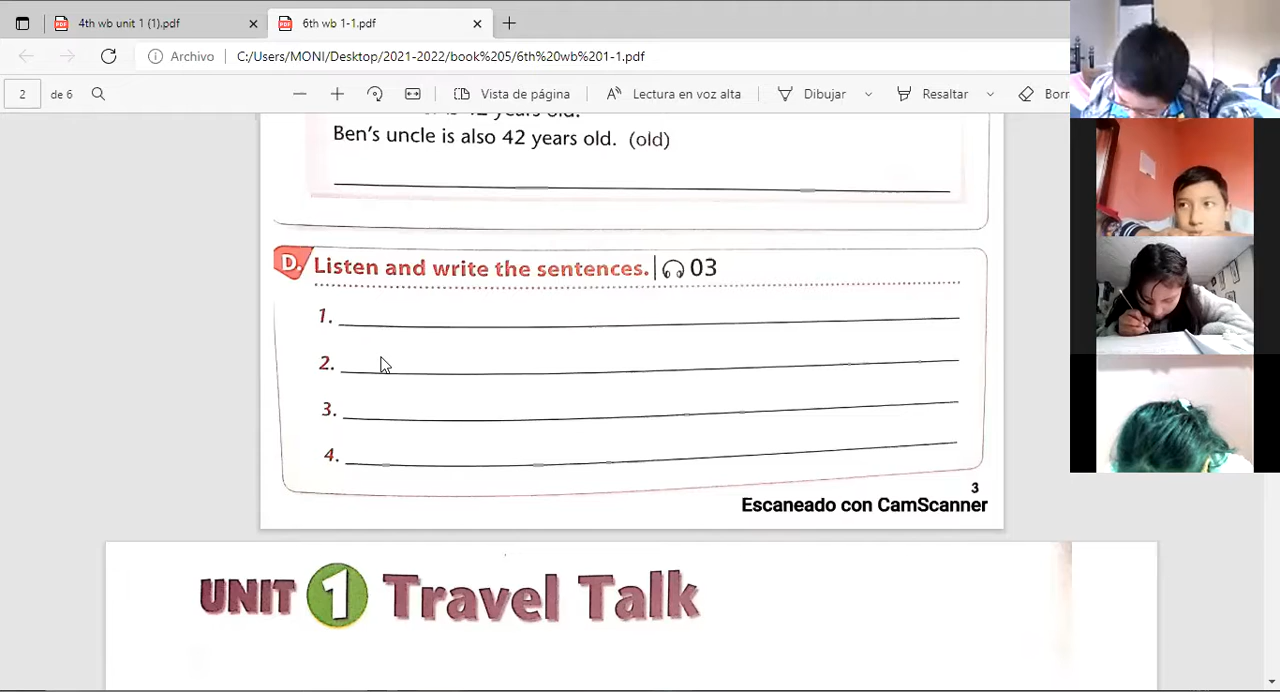 4th wb unit 1 (1).pdf
6th wb 1-1.pdf
Archivo
C:/Users/MONI/Desktop/2021-2022/book%205/6th%20wb%201-1.pdf
2 de 6
Vista de página
Lectura en voz alta
Dibujar
Resaltar
Borr
years old.
Ben's uncle is also 42 years old. (old)
D. Listen and write the sentences. 03
1.
2.
3.
4.
3
Escaneado con CamScanner
UNIT 1 Travel Talk